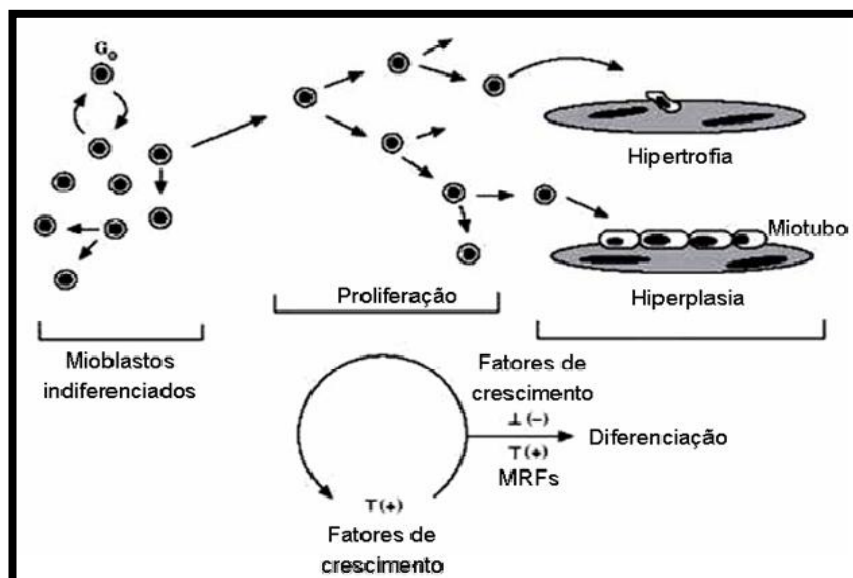 G₀
Hipertrofia
Miotubo
Proliferação
Hiperplasia
Mioblastos
indiferenciados
Fatores de
crescimento
⊥(-)
Diferenciação
⊤(+)
MRFs
⊤(+)
Fatores de
crescimento